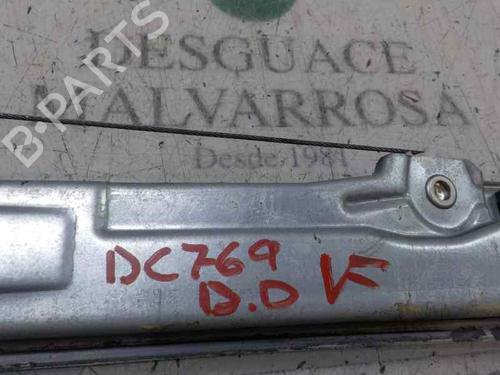 DESGUACE
MALVARROSA
Desde 1981
B-PARTS
DC769
D.D